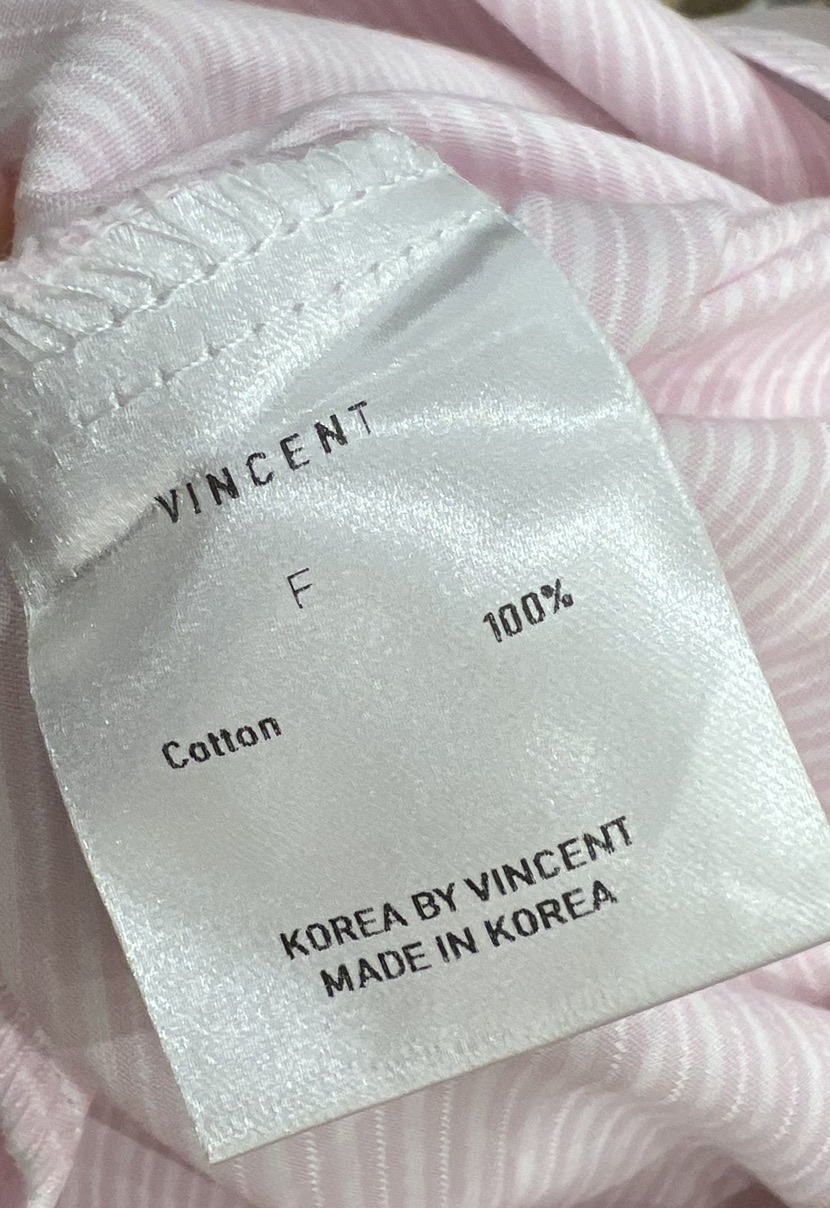 VINCENT
F
100%
Cotton
KOREA BY VINCENT
MADE IN KOREA